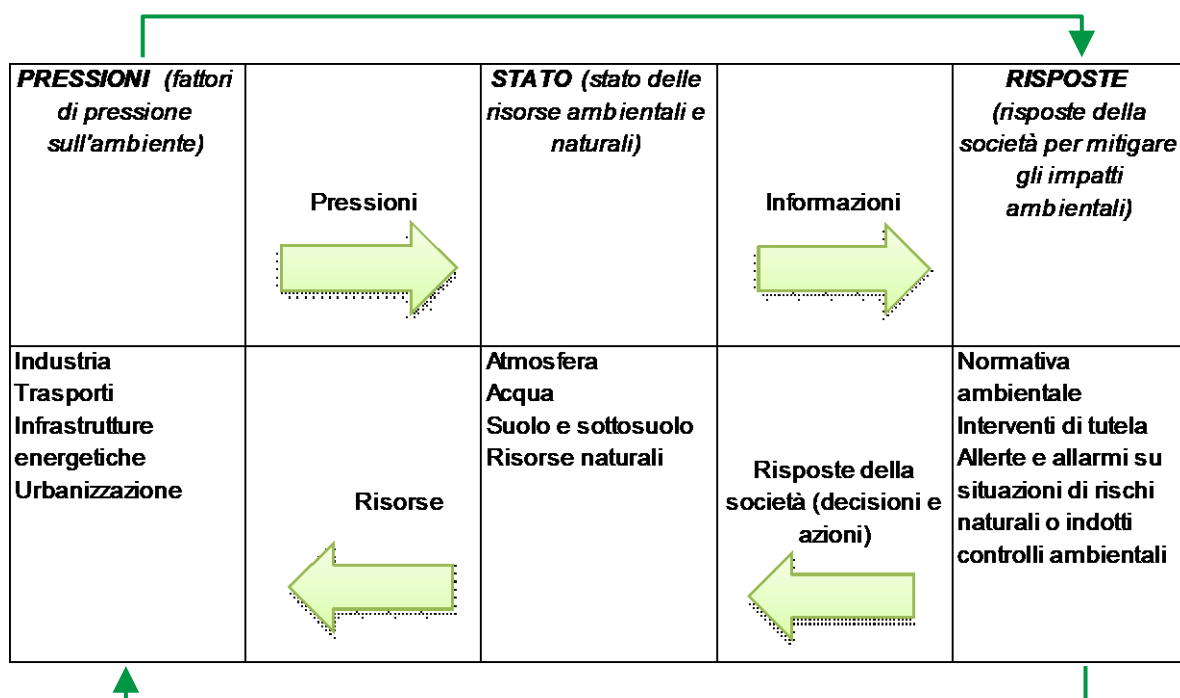 PRESSIONI (fattori
di pressione
sull'ambiente)
Pressioni
STATO (stato delle
risorse ambientali e
naturali)
Informazioni
RISPOSTE
(risposte della
società per mitigare
gli impatti
ambientali)
Industria
Trasporti
Infrastrutture
energetiche
Urbanizzazione
Risorse
Atmosfera
Acqua
Suolo e sottosuolo
Risorse naturali
Risposte della
società (decisioni e
azioni)
Normativa
ambientale
Interventi di tutela
Allerte e allarmi su
situazioni di rischi
naturali o indotti
controlli ambientali